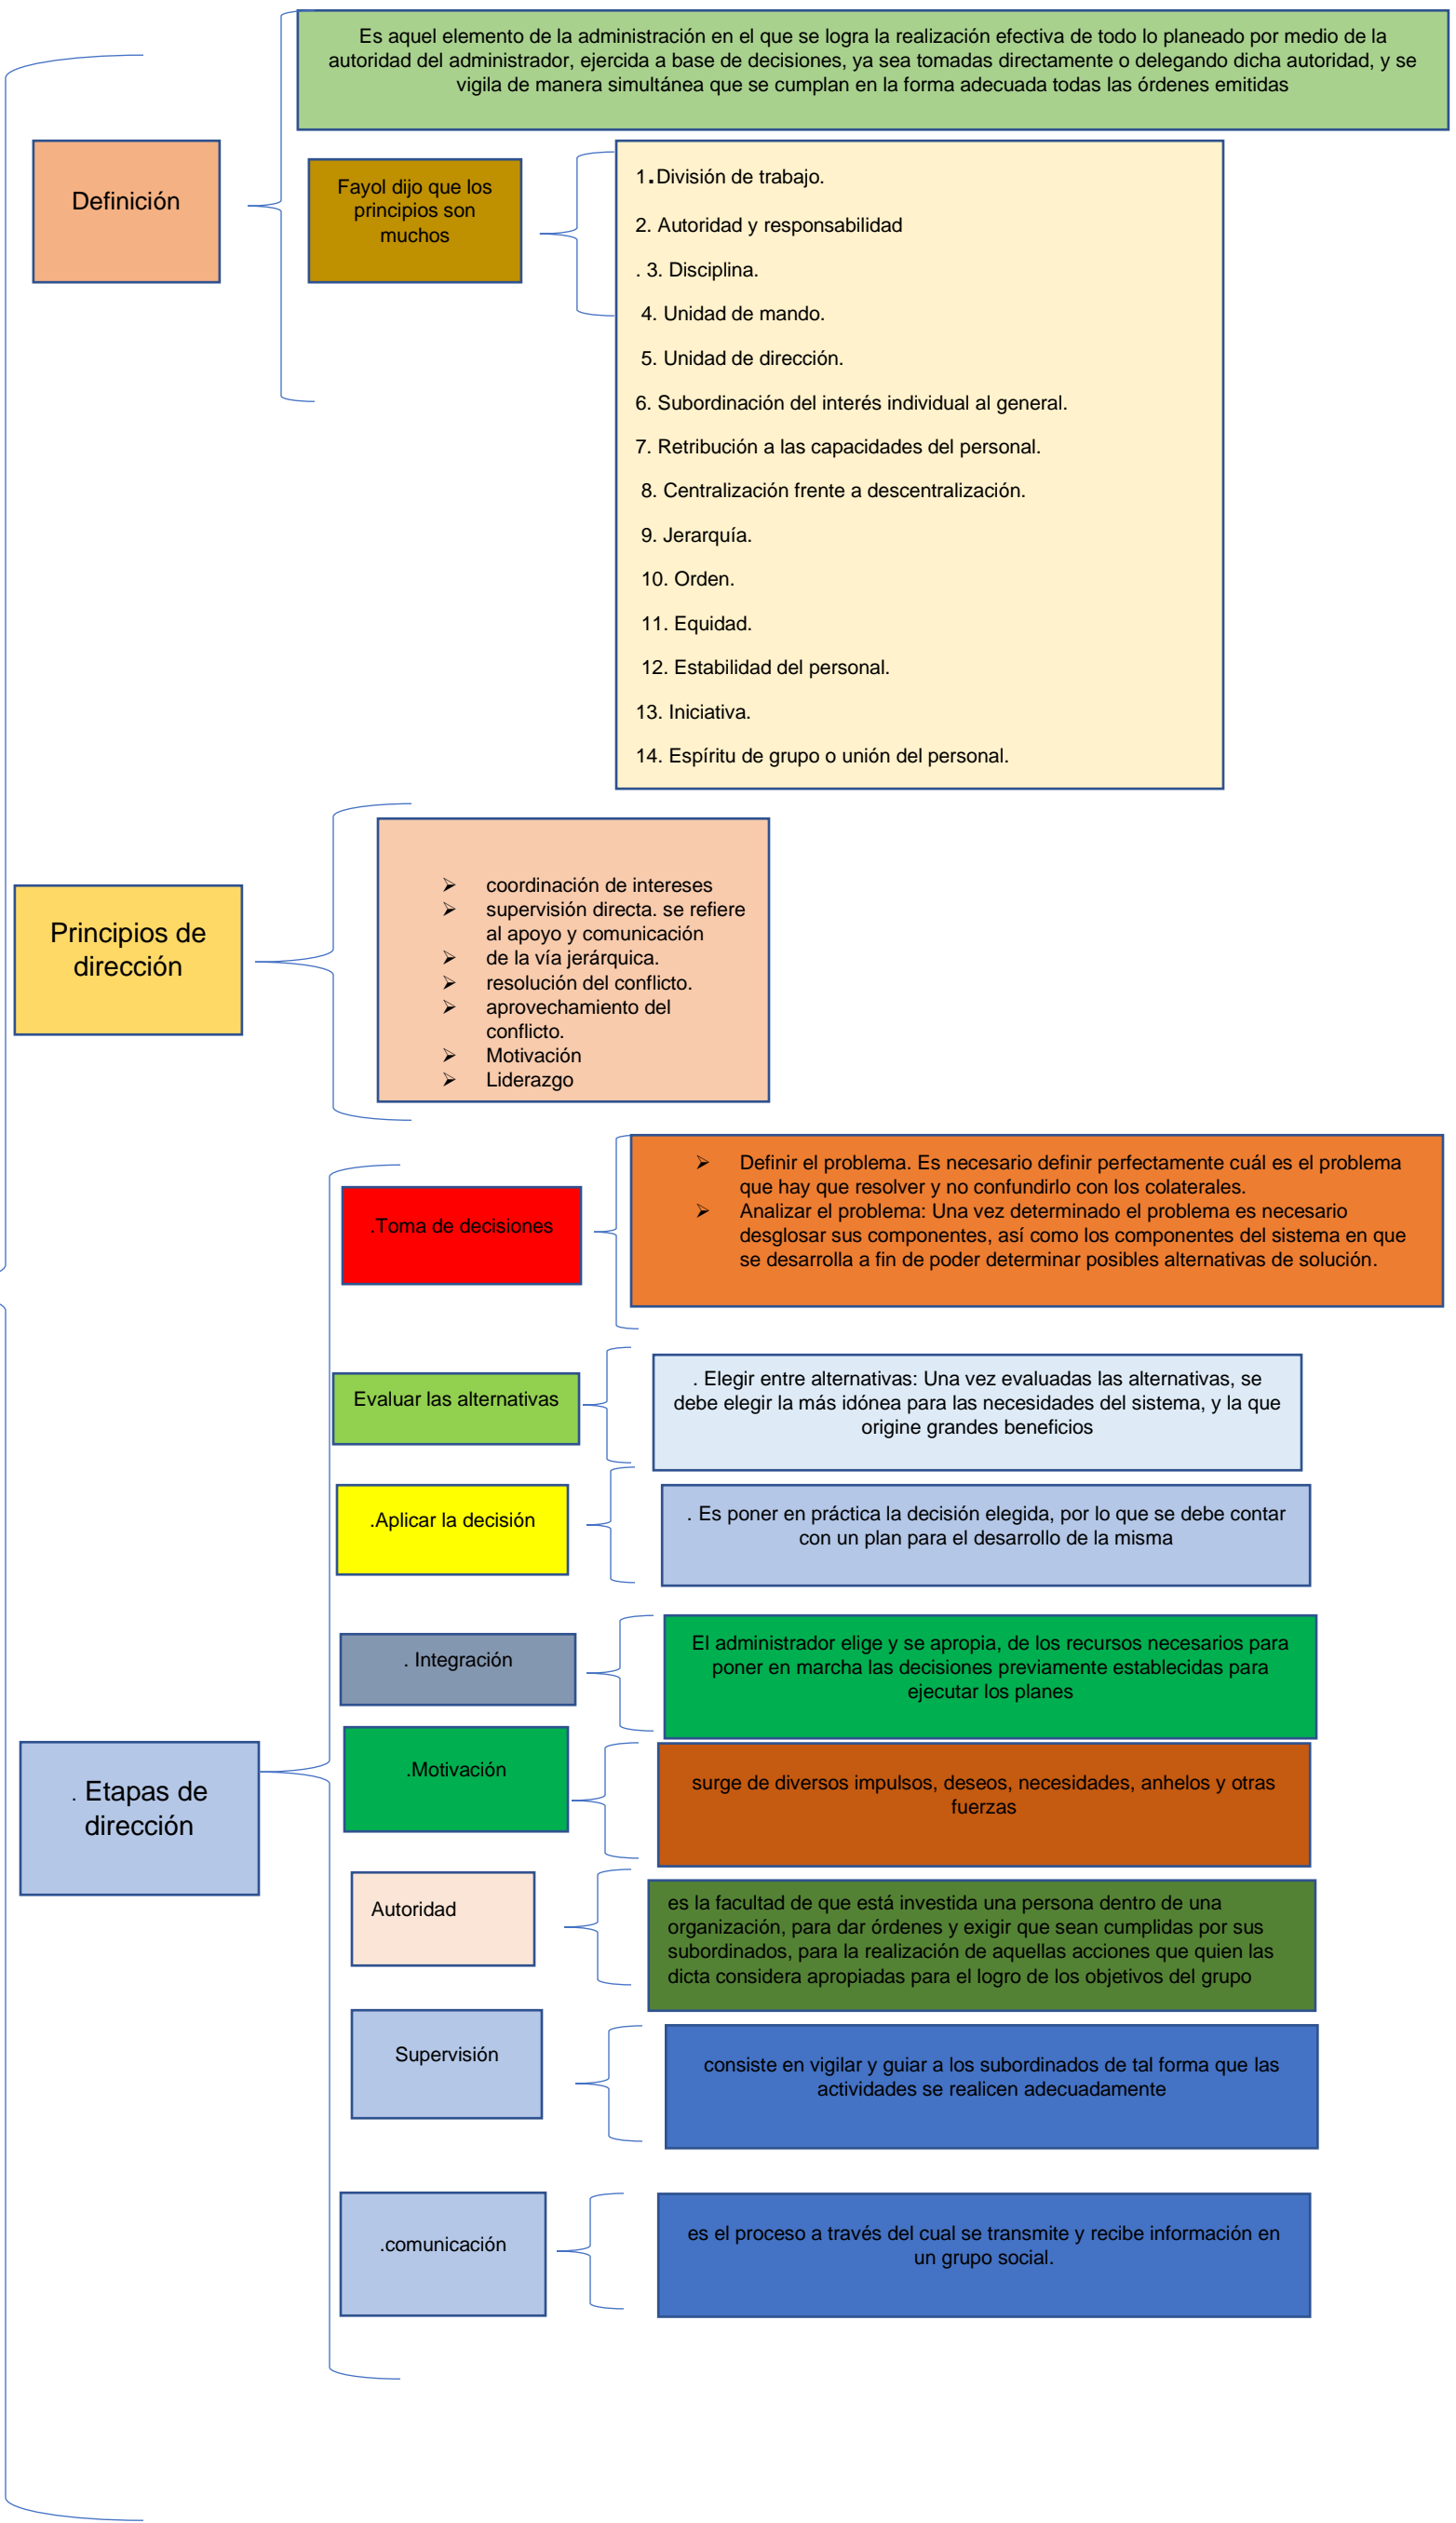 Es aquel elemento de la administración en el que se logra la realización efectiva de todo lo planeado por medio de la
autoridad del administrador, ejercida a base de decisiones, ya sea tomadas directamente o delegando dicha autoridad, y se
vigila de manera simultánea que se cumplan en la forma adecuada todas las órdenes emitidas
Definición
Fayol dijo que los
principios son
muchos
1.División de trabajo.
2. Autoridad y responsabilidad
. 3. Disciplina.
4. Unidad de mando.
5. Unidad de dirección.
6. Subordinación del interés individual al general.
7. Retribución a las capacidades del personal.
8. Centralización frente a descentralización.
9. Jerarquía.
10. Orden.
11. Equidad.
12. Estabilidad del personal.
13. Iniciativa.
14. Espíritu de grupo o unión del personal.
Principios de
dirección
➢ coordinación de intereses
➢ supervisión directa. se refiere
al apoyo y comunicación
➢ de la vía jerárquica.
➢ resolución del conflicto.
➢ aprovechamiento del
conflicto.
➢ Motivación
➢ Liderazgo
. Etapas de
dirección
.Toma de decisiones
➢ Definir el problema. Es necesario definir perfectamente cuál es el problema
que hay que resolver y no confundirlo con los colaterales.
➢ Analizar el problema: Una vez determinado el problema es necesario
desglosar sus componentes, así como los componentes del sistema en que
se desarrolla a fin de poder determinar posibles alternativas de solución.
Evaluar las alternativas
. Elegir entre alternativas: Una vez evaluadas las alternativas, se
debe elegir la más idónea para las necesidades del sistema, y la que
origine grandes beneficios
.Aplicar la decisión
. Es poner en práctica la decisión elegida, por lo que se debe contar
con un plan para el desarrollo de la misma
. Integración
El administrador elige y se apropia, de los recursos necesarios para
poner en marcha las decisiones previamente establecidas para
ejecutar los planes
.Motivación
surge de diversos impulsos, deseos, necesidades, anhelos y otras
fuerzas
Autoridad
es la facultad de que está investida una persona dentro de una
organización, para dar órdenes y exigir que sean cumplidas por sus
subordinados, para la realización de aquellas acciones que quien las
dicta considera apropiadas para el logro de los objetivos del grupo
Supervisión
consiste en vigilar y guiar a los subordinados de tal forma que las
actividades se realicen adecuadamente
.comunicación
es el proceso a través del cual se transmite y recibe información en
un grupo social.